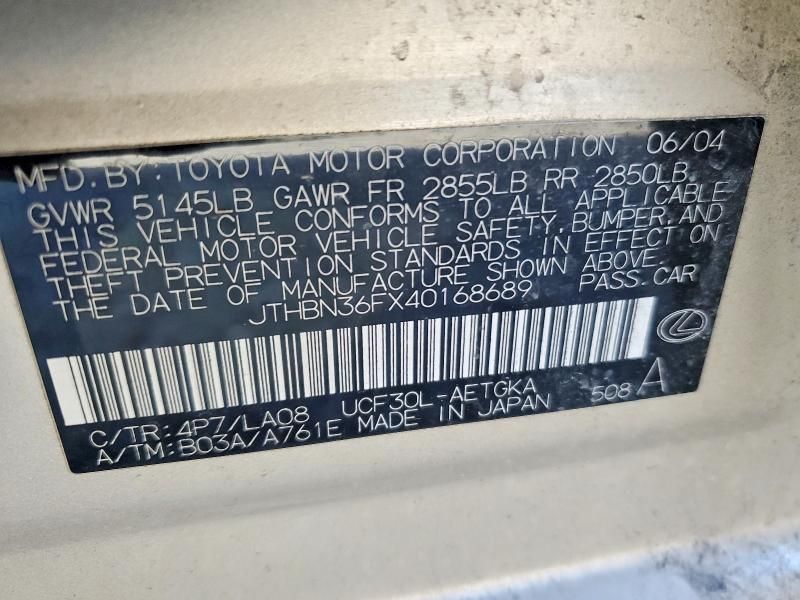 MFD. BY: TOYOTA MOTOR CORPORATION 06/04
GVWR 5145LB GAWR FR 2855LB RR 2850LB
THIS VEHICLE CONFORMS TO ALL APPLICABLE
FEDERAL MOTOR VEHICLE SAFETY, BUMPER, AND
THEFT PREVENTION STANDARDS IN EFFECT ON
THE DATE OF MANUFACTURE SHOWN ABOVE.
JTHBN36FX40168689 PASS. CAR
C/TR: 4P7/LA08 UCF30L-AETGKA 508 A
A/TM: B03A/A761E MADE IN JAPAN